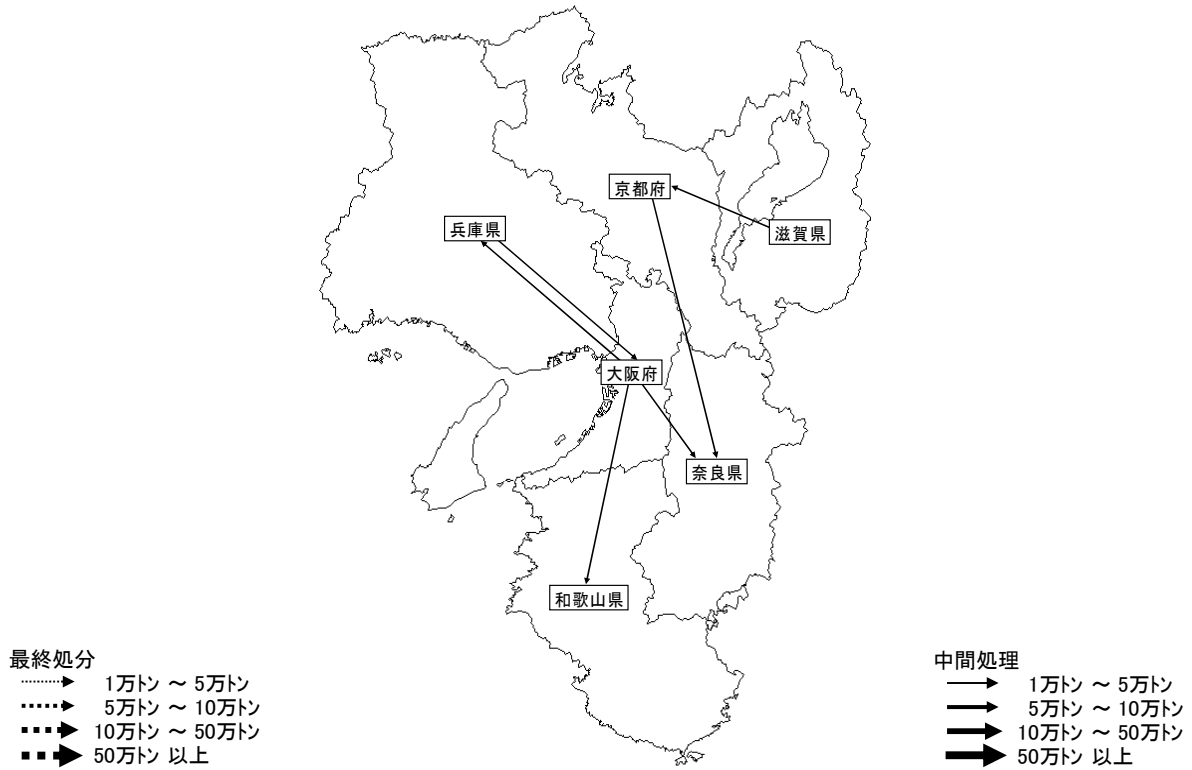 京都府
兵庫県
滋賀県
大阪府
奈良県
和歌山県
最終処分
1万トン ～ 5万トン
5万トン ～ 10万トン
10万トン ～ 50万トン
50万トン 以上
中間処理
1万トン ～ 5万トン
5万トン ～ 10万トン
10万トン ～ 50万トン
50万トン 以上